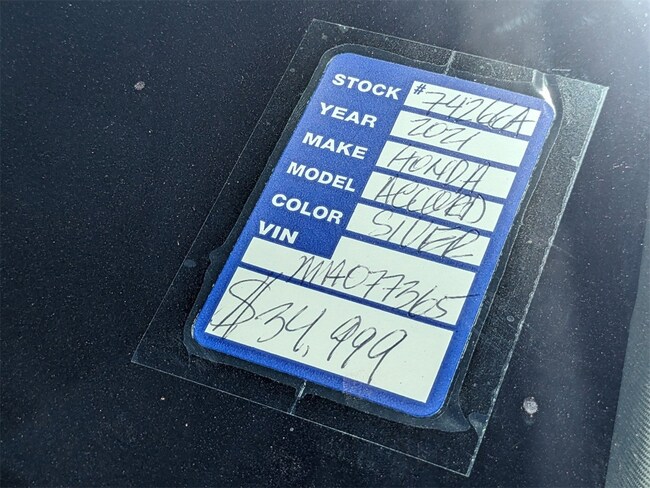 STOCK #74266A
YEAR 2021
MAKE HONDA
MODEL ACCORD
COLOR SILVER
VIN
MA077365
$34,999